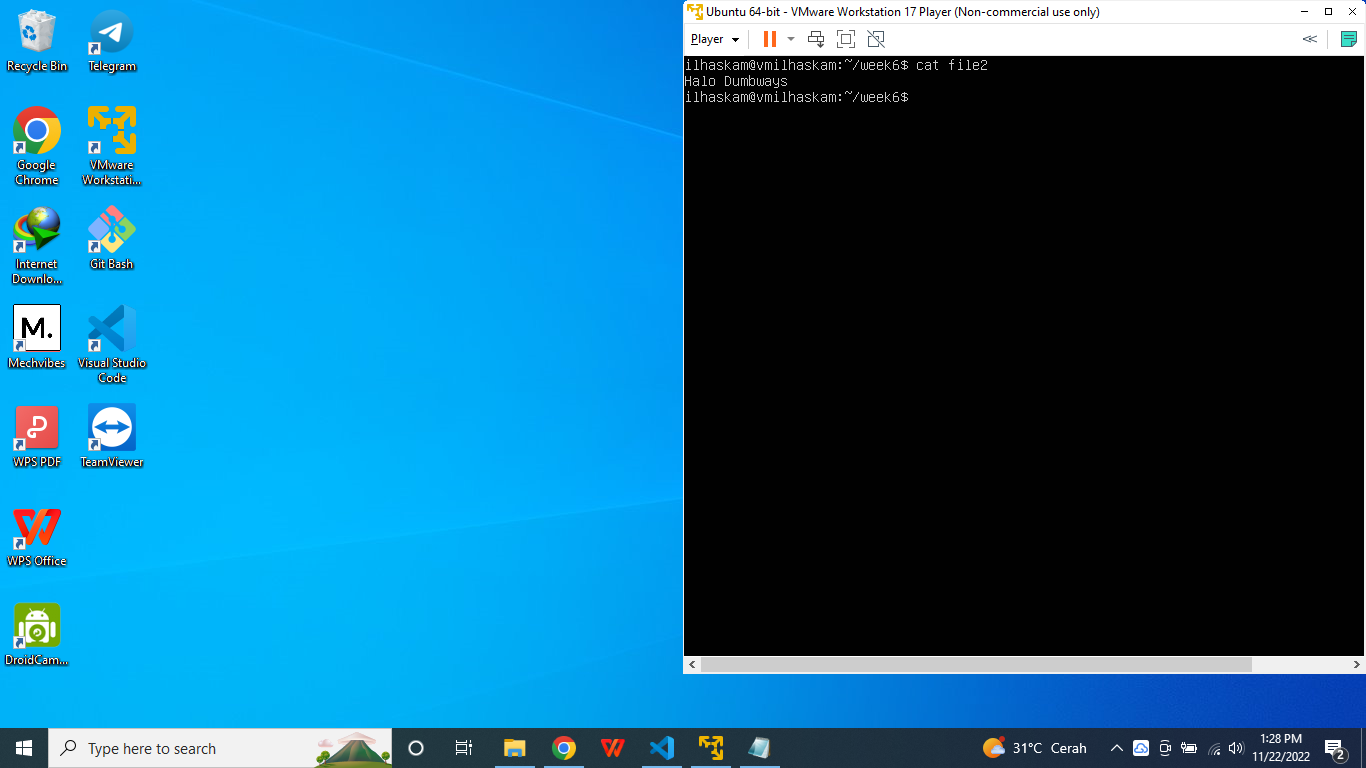 Recycle Bin
Telegram
Google Chrome
VMware Workstati...
Internet Downlo...
Git Bash
M.
Mechvibes
Visual Studio Code
WPS PDF
TeamViewer
WPS Office
DroidCam...
Ubuntu 64-bit - VMware Workstation 17 Player (Non-commercial use only)
Player
ilhaskam@vmilhaskam:~/week6$ cat file2
Halo Dumbways
ilhaskam@vmilhaskam:~/week6$
Type here to search
31°C Cerah
1:28 PM
11/22/2022
2